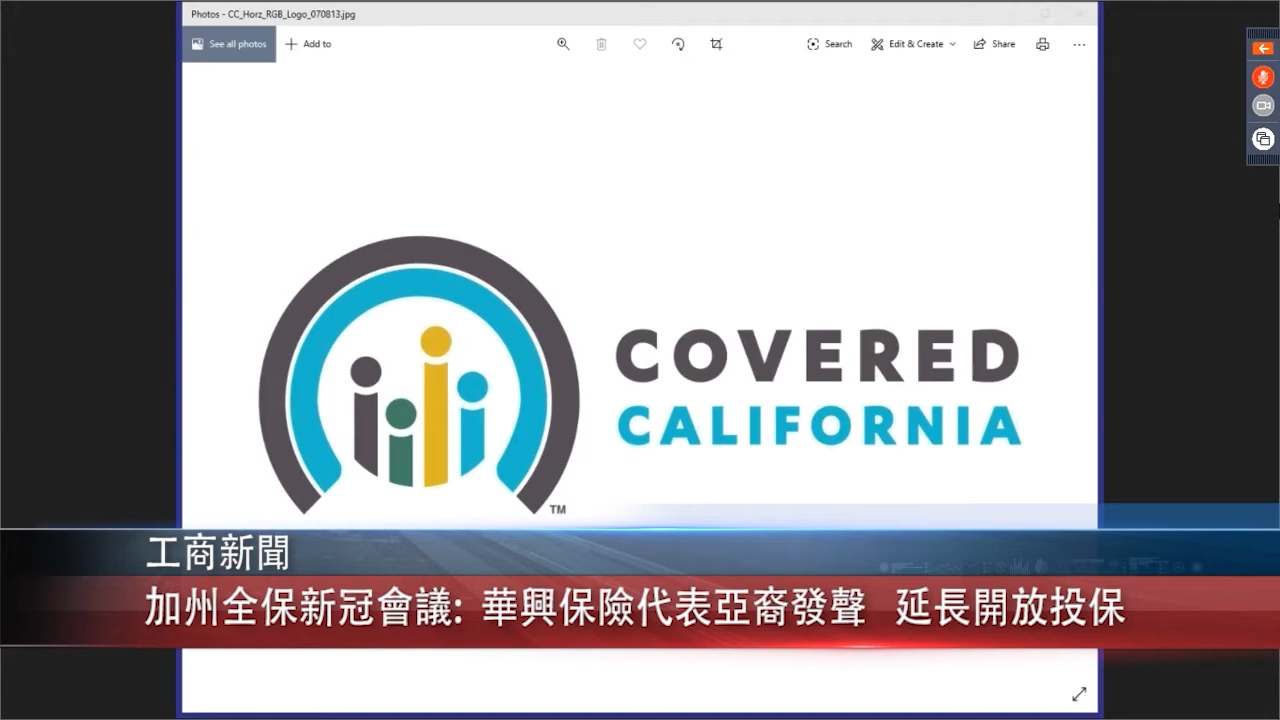 Photos - CC_Horz_RGB_Logo_070813.jpg
See all photos
Add to
Search
Edit & Create
Share
COVERED
CALIFORNIA
TM
工商新聞
加州全保新冠會議: 華興保險代表亞裔發聲 延長開放投保